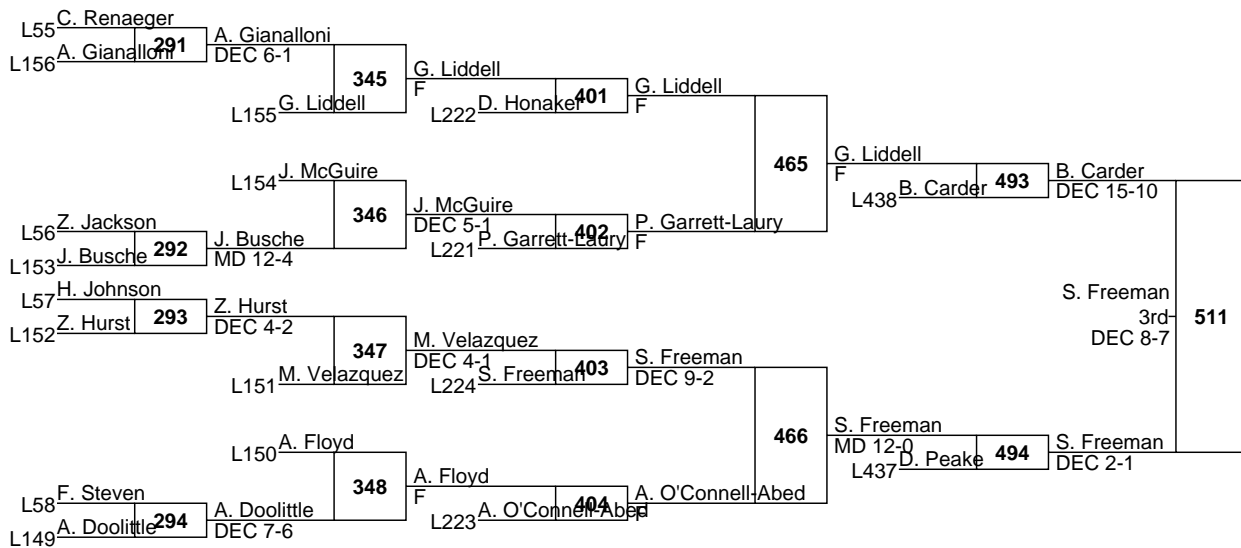 L55 C. Renaeger
291
A. Gianalloni
DEC 6-1
L156 A. Gianalloni
345
G. Liddell
F
L155 G. Liddell
401
G. Liddell
F
L222 D. Honaker
465
G. Liddell
F
L154 J. McGuire
346
J. McGuire
DEC 5-1
402
P. Garrett-Laury
F
L221 P. Garrett-Laury
L56 Z. Jackson
292
J. Busche
MD 12-4
L153 J. Busche
L438 B. Carder
493
B. Carder
DEC 15-10
L57 H. Johnson
293
Z. Hurst
DEC 4-2
L152 Z. Hurst
347
M. Velazquez
DEC 4-1
L151 M. Velazquez
403
S. Freeman
DEC 9-2
L224 S. Freeman
466
S. Freeman
MD 12-0
L150 A. Floyd
348
A. Floyd
F
404
A. O'Connell-Abed
F
L223 A. O'Connell-Abed
L58 F. Steven
294
A. Doolittle
DEC 7-6
L149 A. Doolittle
L437 D. Peake
494
S. Freeman
DEC 2-1
S. Freeman
3rd
DEC 8-7
511